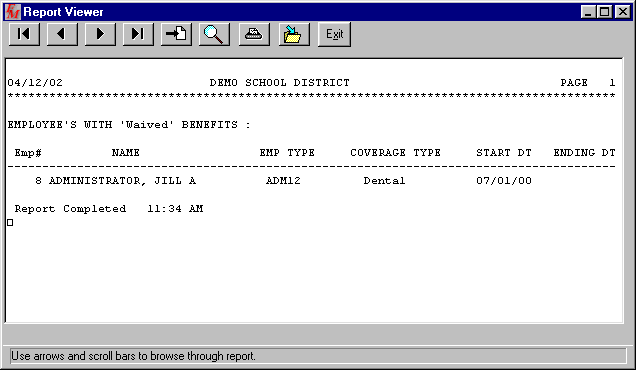 Report Viewer
Exit
04/12/02 DEMO SCHOOL DISTRICT PAGE 1
****************************************************************************************
EMPLOYEE'S WITH 'Waived' BENEFITS :
Emp# NAME EMP TYPE COVERAGE TYPE START DT ENDING DT
----------------------------------------------------------------------------------------
8 ADMINISTRATOR, JILL A ADM12 Dental 07/01/00
Report Completed 11:34 AM
Use arrows and scroll bars to browse through report.